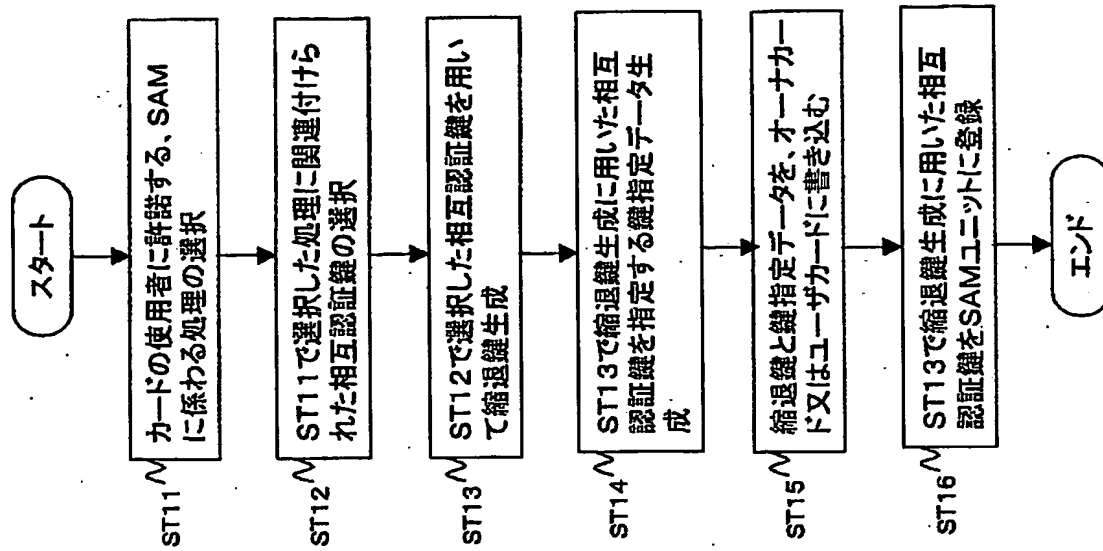 スタート
ST11
カードの使用者に許諾する、SAM
に係わる処理の選択
ST12
ST11で選択した処理に関連付けら
れた相互認証鍵の選択
ST13
ST12で選択した相互認証鍵を用い
て縮退鍵生成
ST14
ST13で縮退鍵生成に用いた相互
認証鍵を指定する鍵指定データ生
成
ST15
縮退鍵と鍵指定データを、オーナカー
ド又はユーザカードに書き込む
ST16
ST13で縮退鍵生成に用いた相互
認証鍵をSAMユニットに登録
エンド